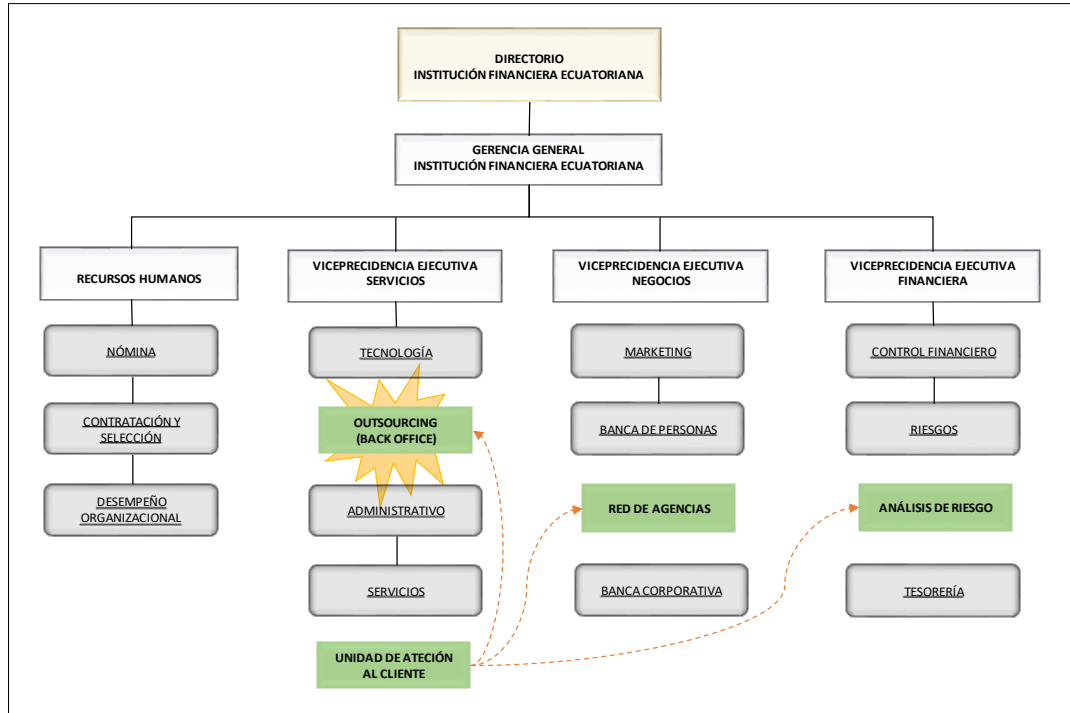 DIRECTORIO
INSTITUCIÓN FINANCIERA ECUATORIANA
GERENCIA GENERAL
INSTITUCIÓN FINANCIERA ECUATORIANA
RECURSOS HUMANOS
VICEPRECIDENCIA EJECUTIVA
SERVICIOS
VICEPRECIDENCIA EJECUTIVA
NEGOCIOS
VICEPRECIDENCIA EJECUTIVA
FINANCIERA
NÓMINA
TECNOLOGÍA
MARKETING
CONTROL FINANCIERO
CONTRATACIÓN Y
SELECCIÓN
OUTSOURCING
(BACK OFFICE)
BANCA DE PERSONAS
RIESGOS
DESEMPEÑO
ORGANIZACIONAL
ADMINISTRATIVO
RED DE AGENCIAS
ANÁLISIS DE RIESGO
SERVICIOS
BANCA CORPORATIVA
TESORERÍA
UNIDAD DE ATECIÓN
AL CLIENTE